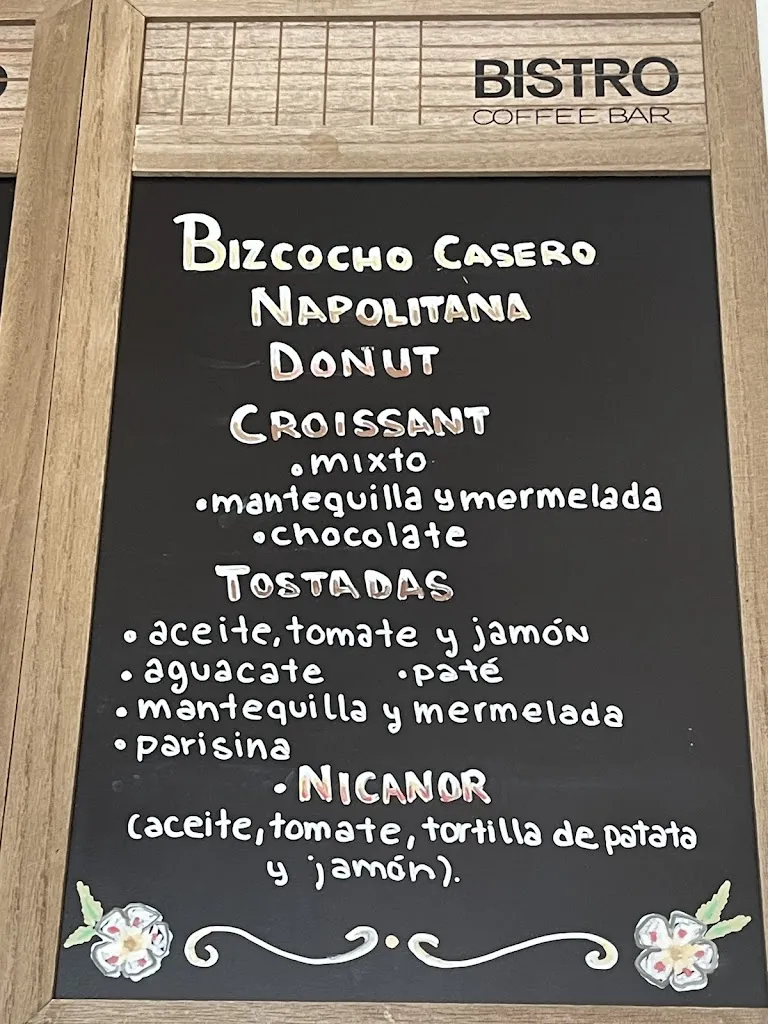 BISTRO
COFFEE BAR
BIZCOCHO CASERO
NAPOLITANA
DONUT
CROISSANT
•mixto
•mantequilla y mermelada
•chocolate
TOSTADAS
• aceite, tomate y jamón
• aguacate •paté
• mantequilla y mermelada
• parisina
• NICANOR
(aceite, tomate, tortilla de patata
y jamón).